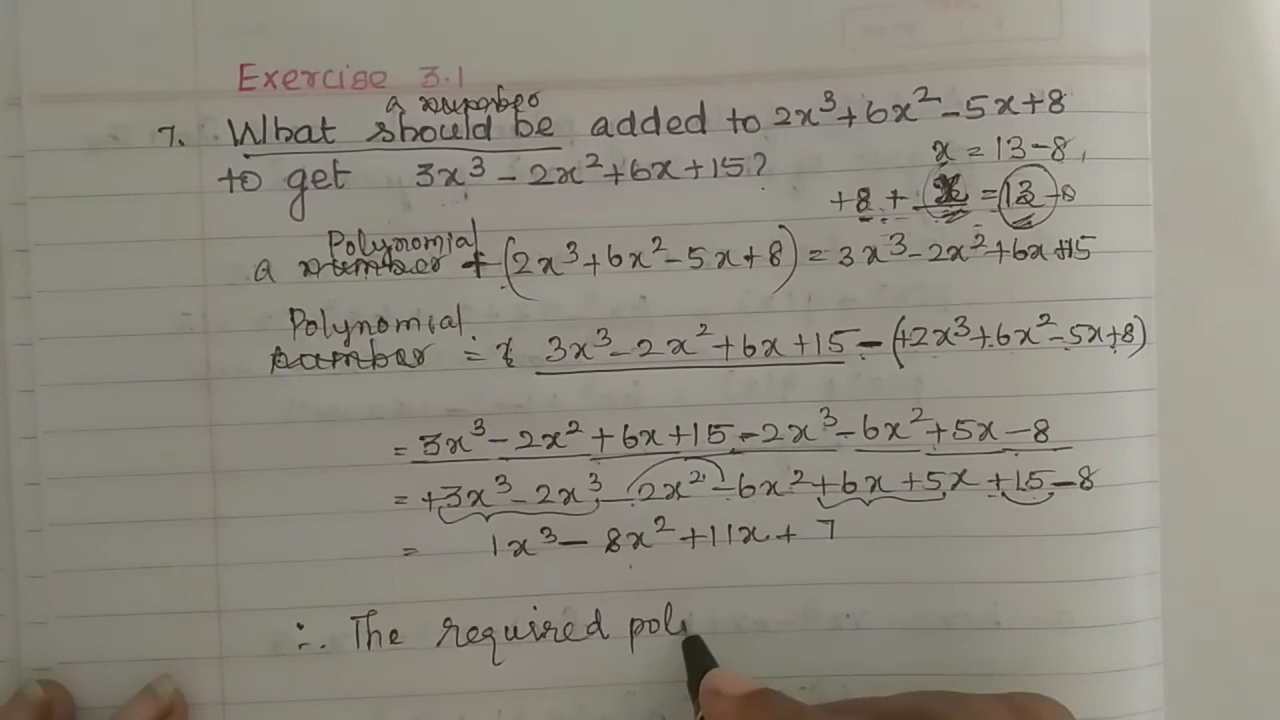 Exercise 3.1
a number
7. What should be added to 2x³+6x²-5x+8
to get 3x³-2x²+6x+15?
x = 13-8,
+8 + x = 13-8
Polynomial
a number + (2x³+6x²-5x+8) = 3x³-2x²+6x+15
Polynomial
number = 3x³-2x²+6x+15-(+2x³+6x²-5x+8)
= 3x³-2x²+6x+15-2x³-6x²+5x-8
= +3x³-2x³-2x²-6x²+6x+5x+15-8
= 1x³-8x²+11x+7
∴ The required pol